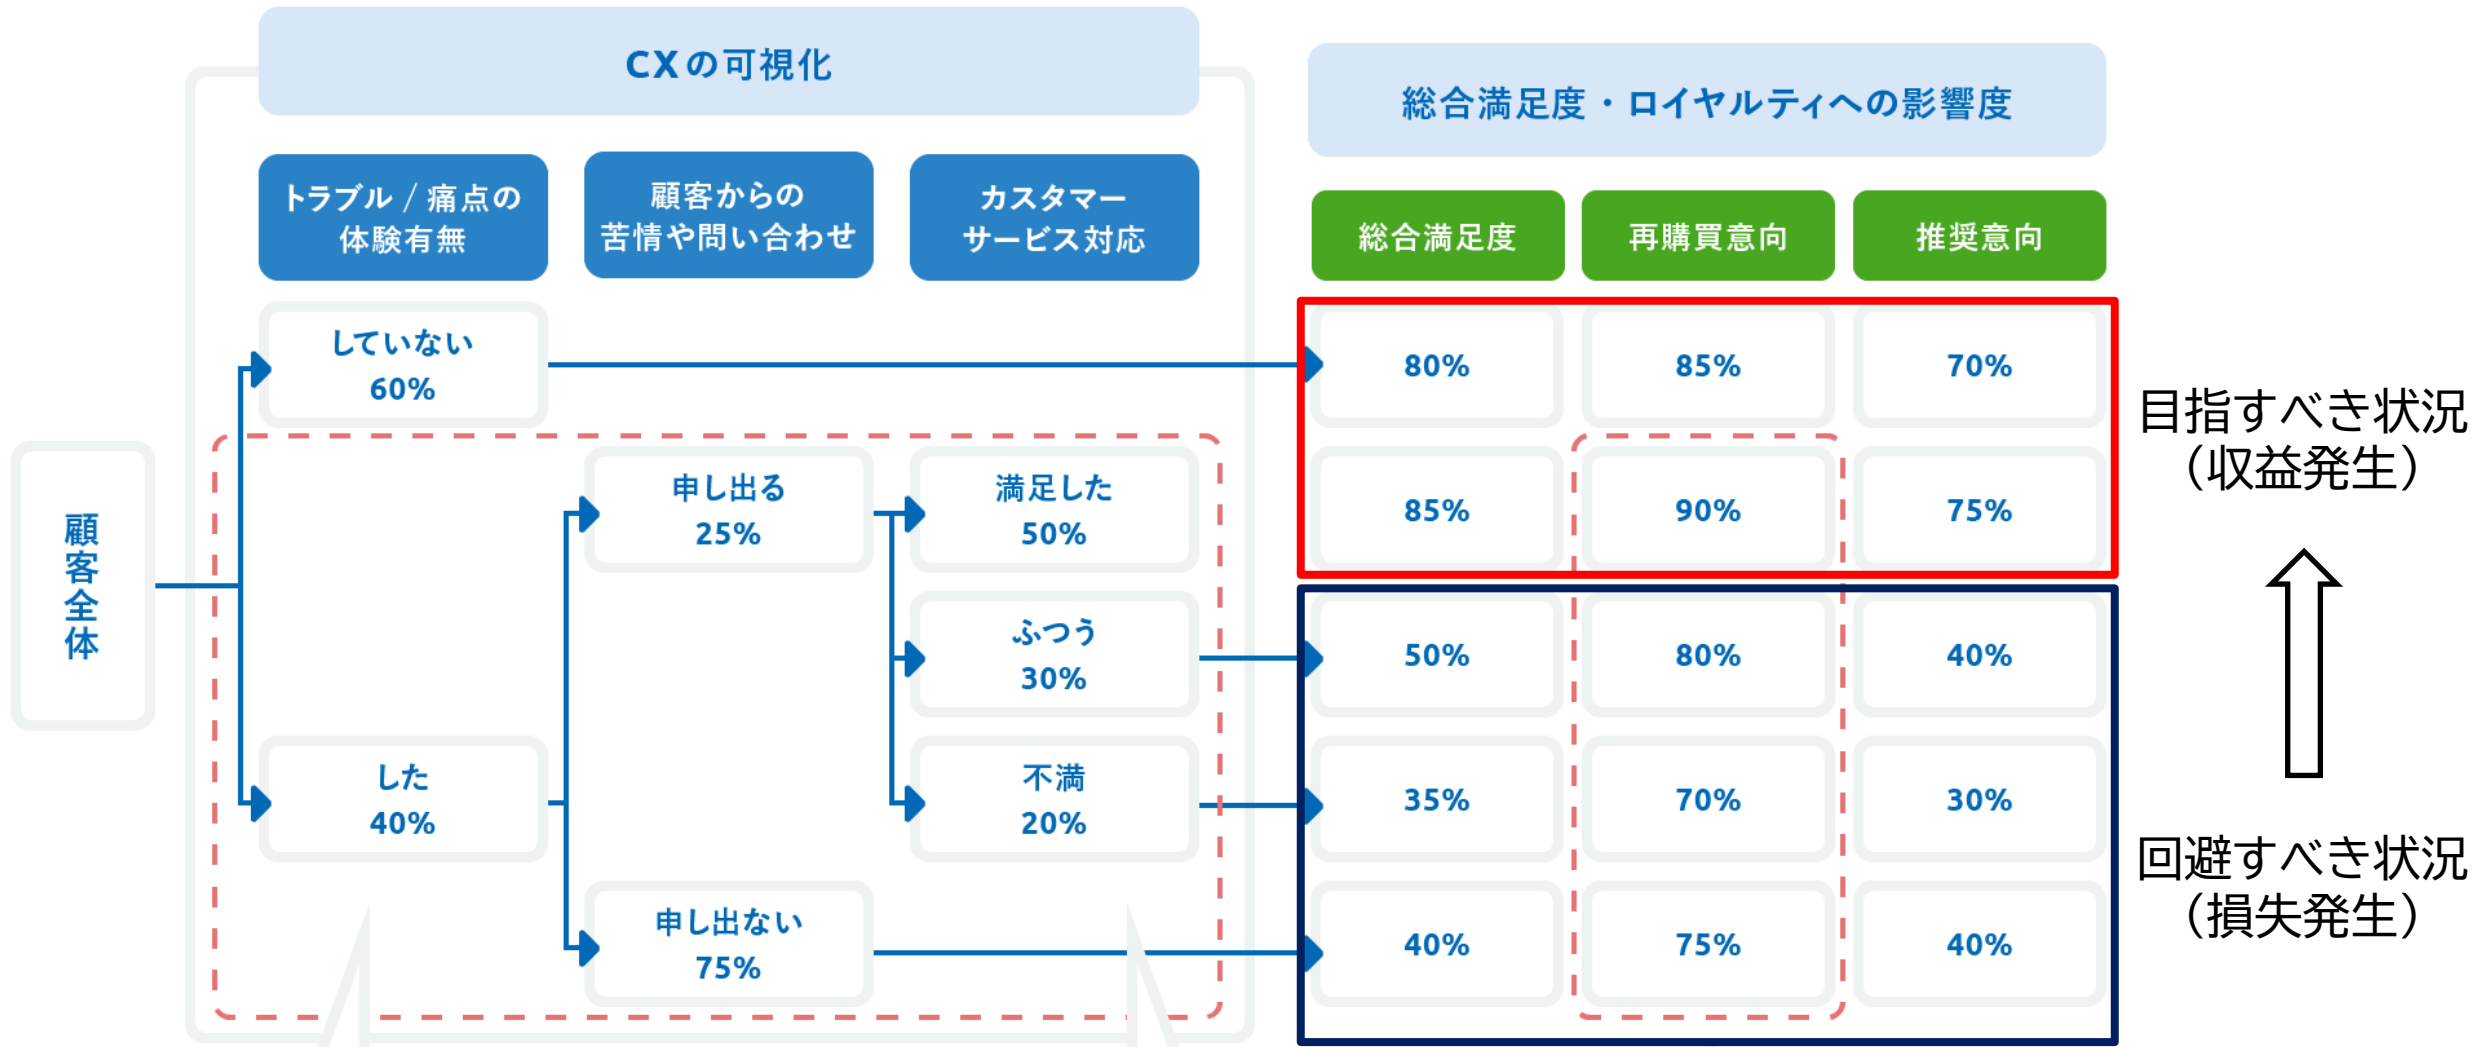 CXの可視化
総合満足度・ロイヤルティへの影響度
トラブル / 痛点の
体験有無
顧客からの
苦情や問い合わせ
カスタマー
サービス対応
総合満足度
再購買意向
推奨意向
していない
60%
80%
85%
70%
目指すべき状況
（収益発生）
顧客全体
申し出る
25%
満足した
50%
85%
90%
75%
ふつう
30%
50%
80%
40%
した
40%
不満
20%
35%
70%
30%
回避すべき状況
（損失発生）
申し出ない
75%
40%
75%
40%